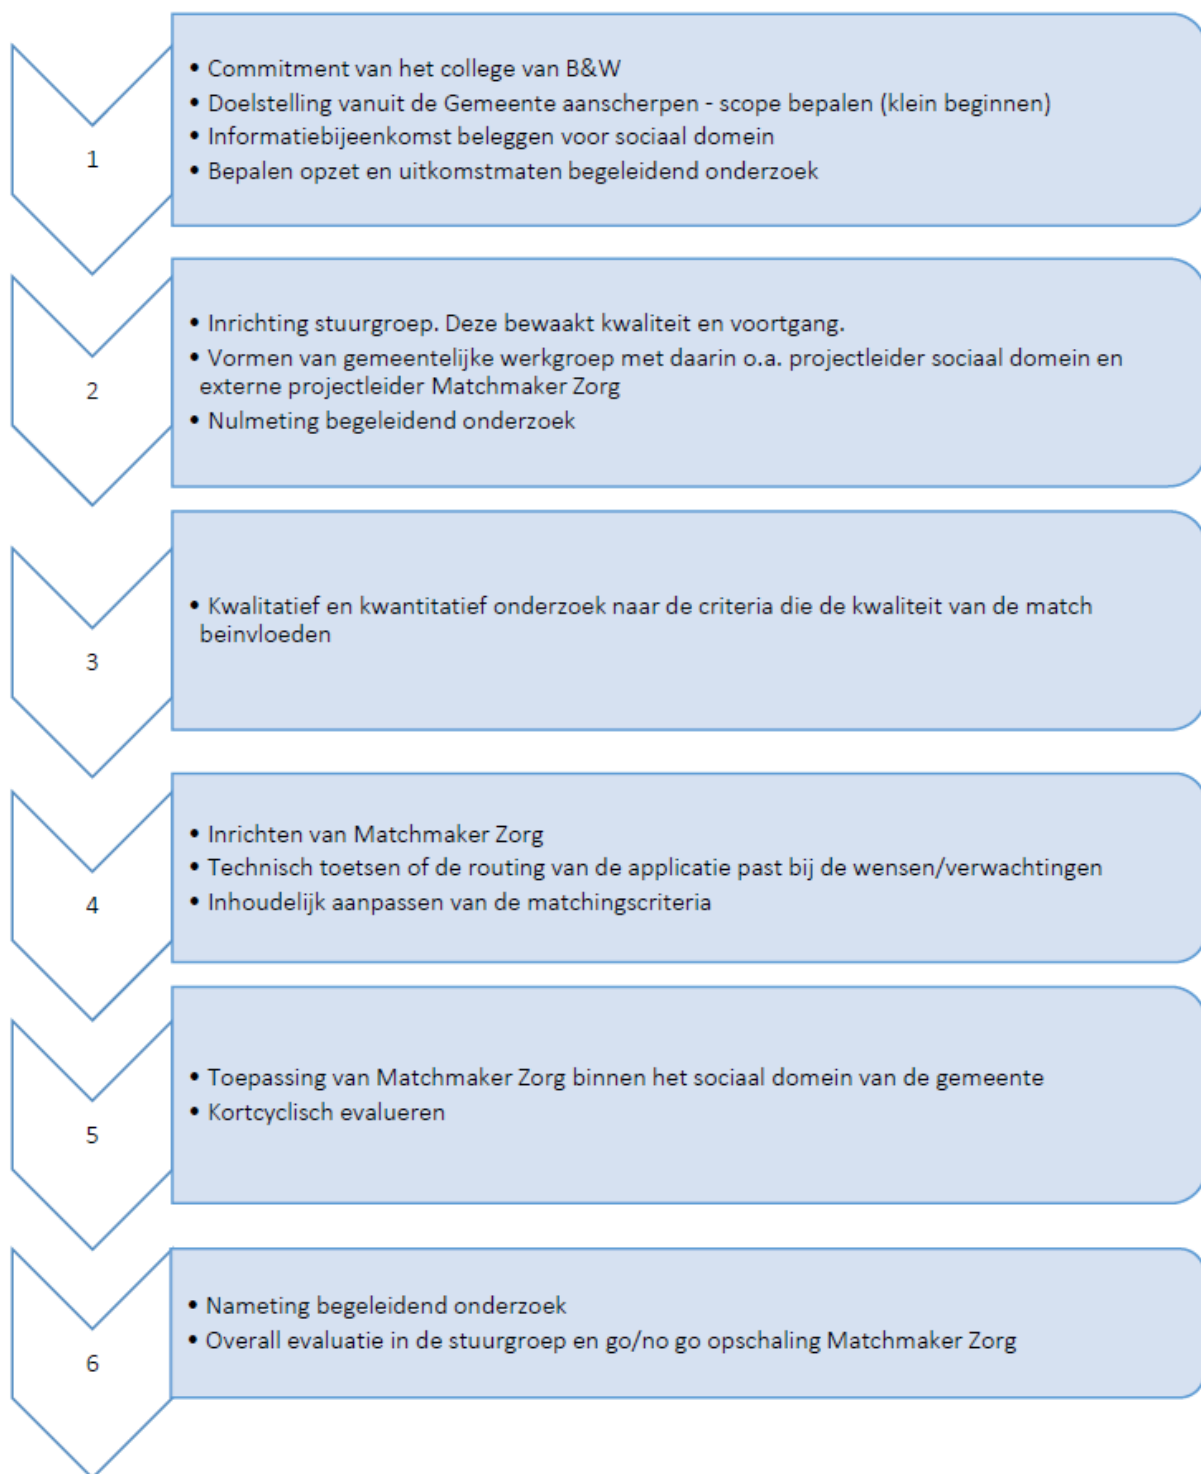 • Commitment van het college van B&W
• Doelstelling vanuit de Gemeente aanscherpen - scope bepalen (klein beginnen)
• Informatiebijeenkomst beleggen voor sociaal domein
• Bepalen opzet en uitkomstmaten begeleidend onderzoek
1
• Inrichting stuurgroep. Deze bewaakt kwaliteit en voortgang.
• Vormen van gemeentelijke werkgroep met daarin o.a. projectleider sociaal domein en
externe projectleider Matchmaker Zorg
• Nulmeting begeleidend onderzoek
2
• Kwalitatief en kwantitatief onderzoek naar de criteria die de kwaliteit van de match
beinvloeden
3
• Inrichten van Matchmaker Zorg
• Technisch toetsen of de routing van de applicatie past bij de wensen/verwachtingen
• Inhoudelijk aanpassen van de matchingscriteria
4
• Toepassing van Matchmaker Zorg binnen het sociaal domein van de gemeente
• Kortcyclisch evalueren
5
• Nameting begeleidend onderzoek
• Overall evaluatie in de stuurgroep en go/no go opschaling Matchmaker Zorg
6